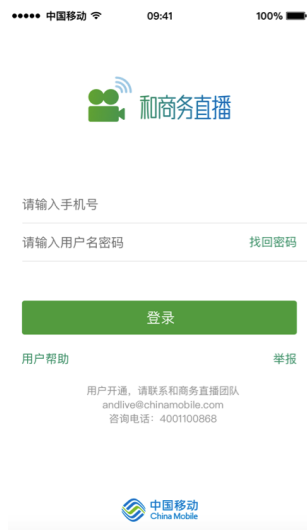 中国移动 09:41 100%
和商务直播
请输入手机号
请输入用户名密码 找回密码
登录
用户帮助 举报
用户开通，请联系和商务直播团队
andlive@chinamobile.com
咨询电话：4001100868
中国移动
China Mobile